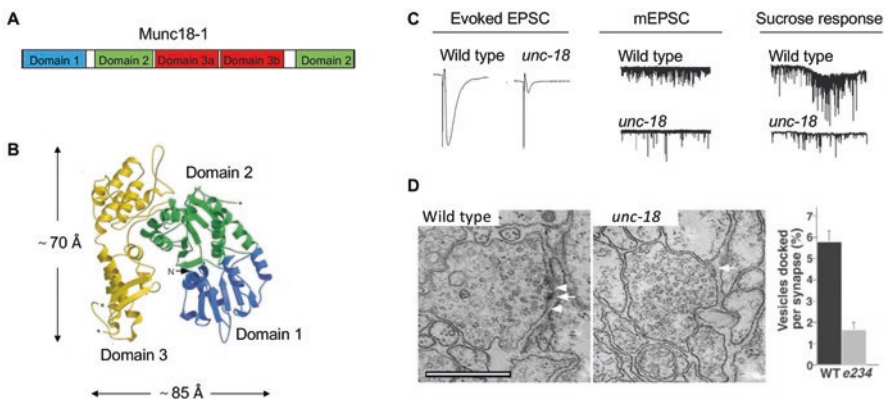 A
Munc18-1
Domain 1 Domain 2 Domain 3a Domain 3b Domain 2
B
~70 Å
Domain 2
N
C
Domain 1
Domain 3
~85 Å
C
Evoked EPSC mEPSC Sucrose response
Wild type unc-18 Wild type Wild type
unc-18 unc-18
D
Wild type unc-18
Vesicles docked
per synapse (%)
7
6
5
4
3
2
1
0
WT e234